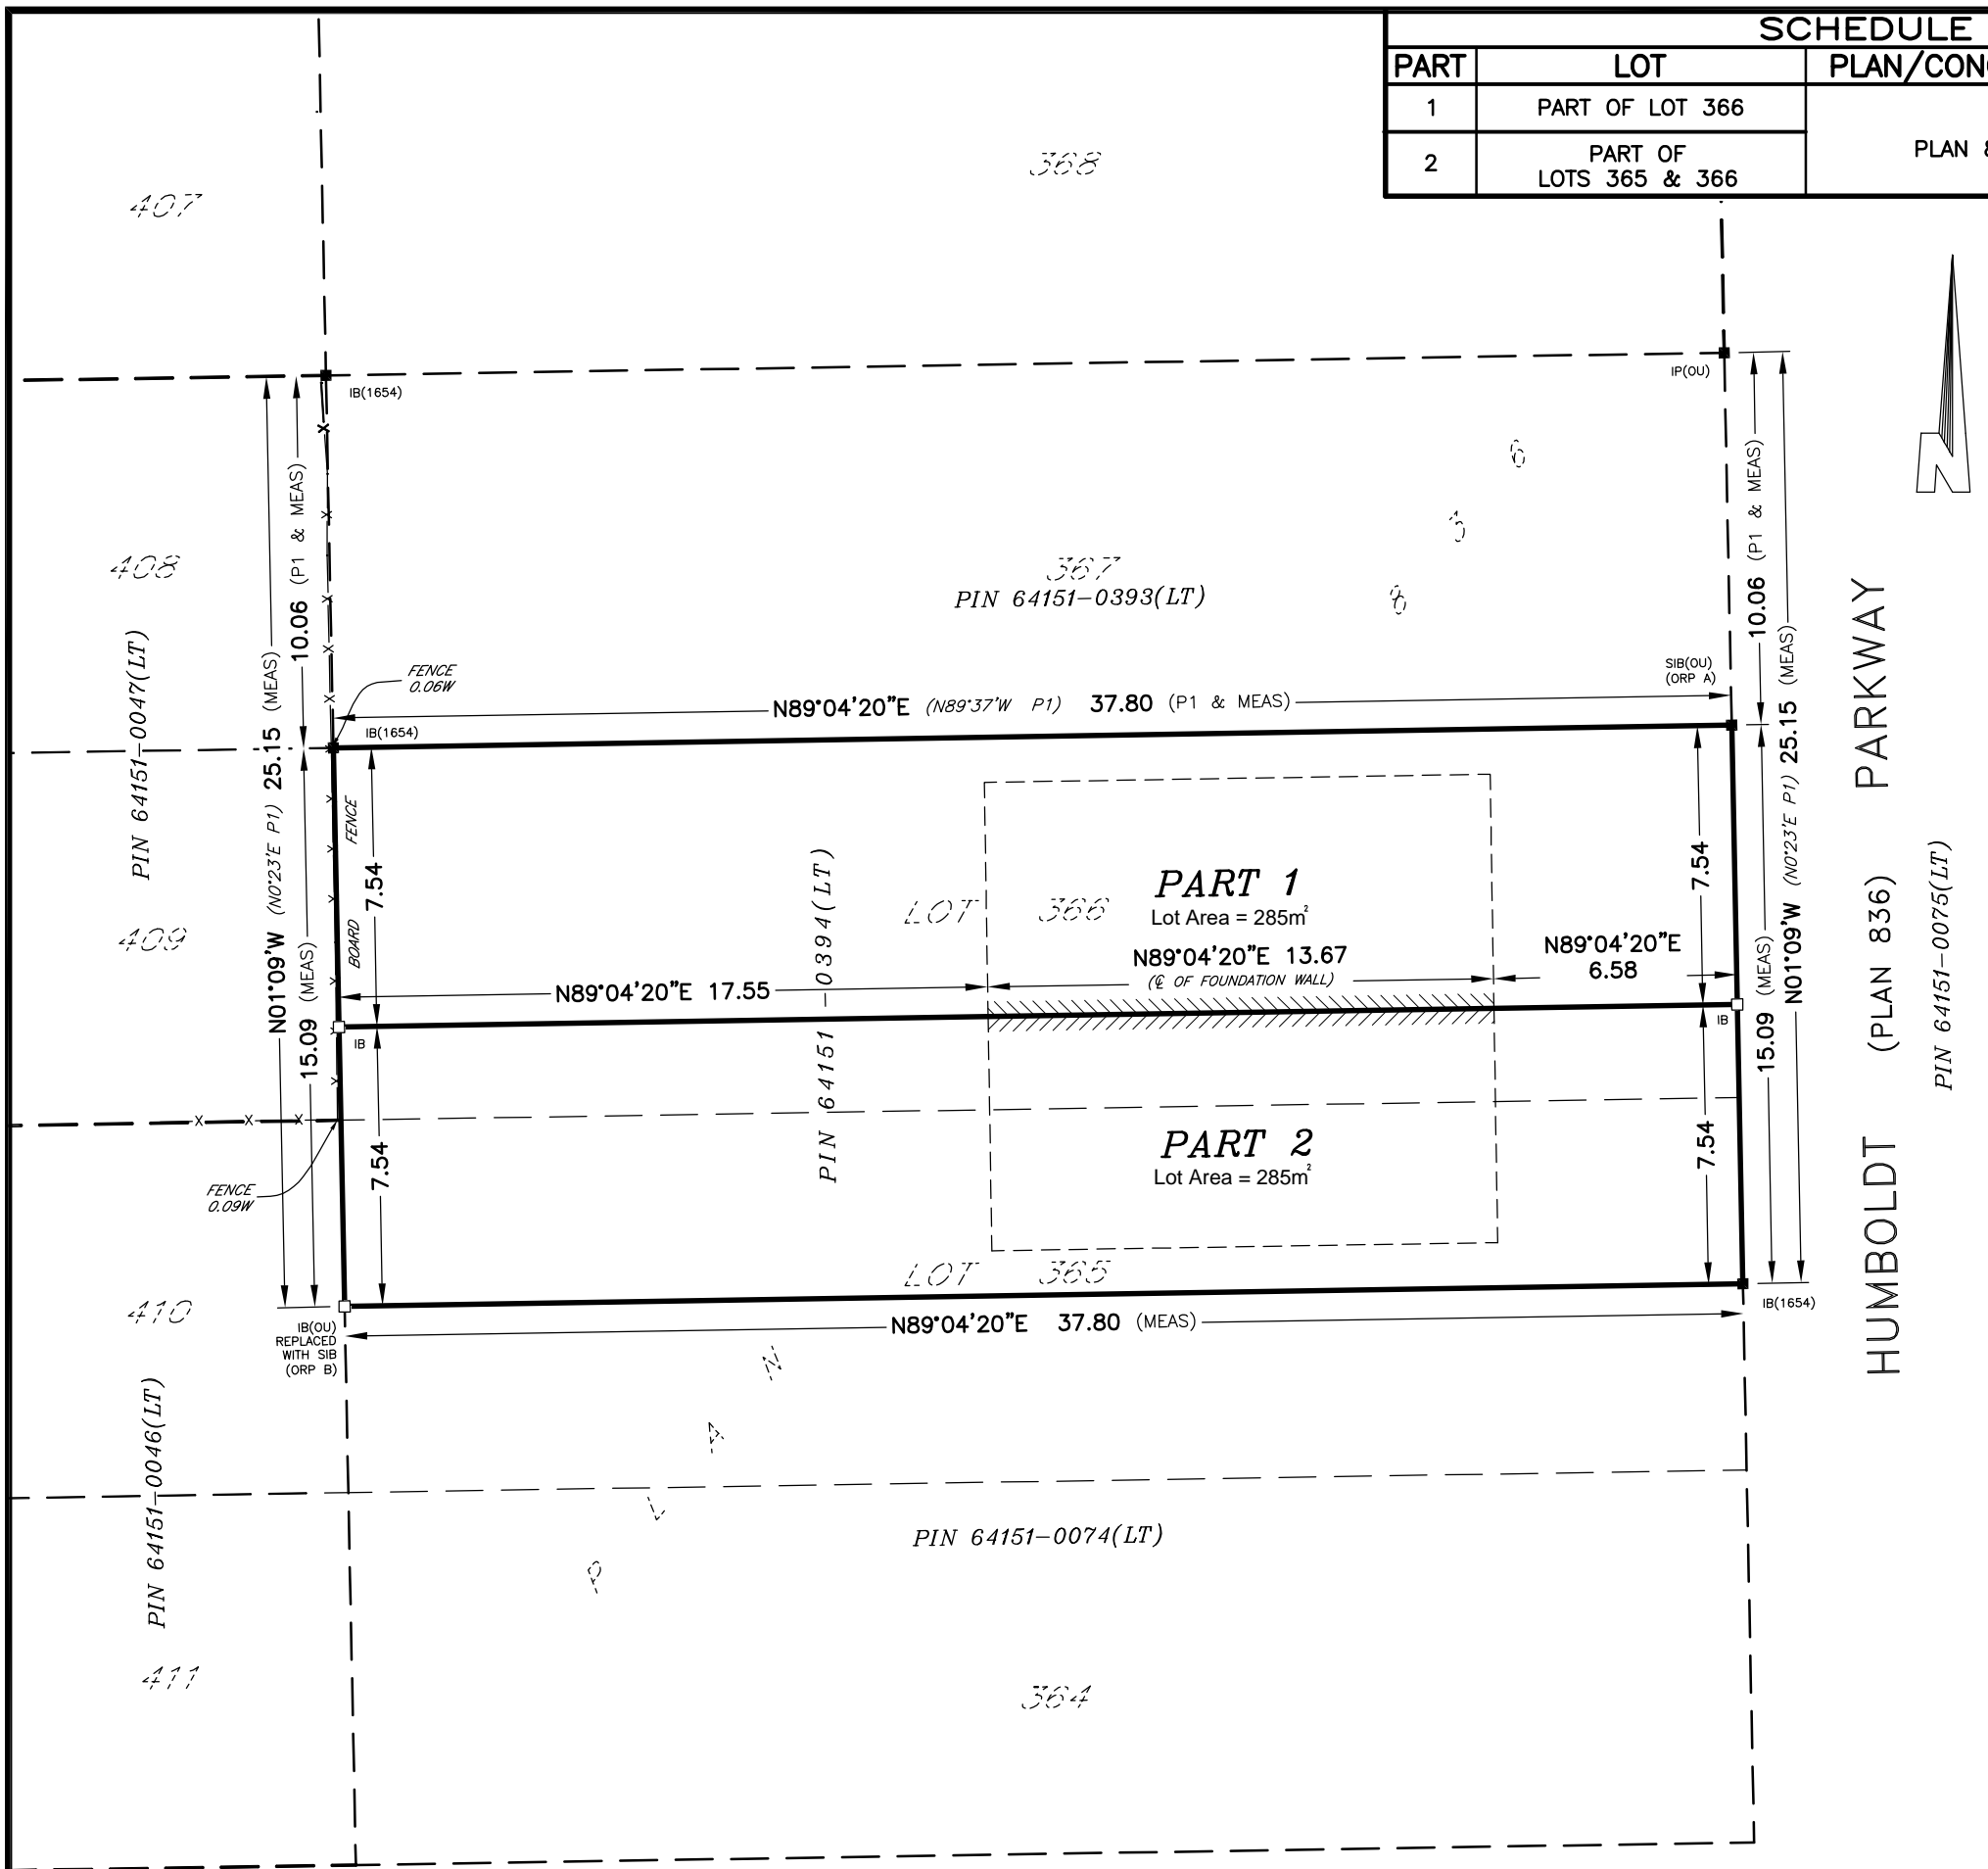 SCHEDULE
PART LOT PLAN/CON
1 PART OF LOT 366
PLAN
2 PART OF
LOTS 365 & 366
407
368
IB(1654)
IP(OU)
10.06 (P1 & MEAS)
N01°09'W (N0°23'E P1) 25.15 (MEAS)
10.06 (P1 & MEAS)
N01°09'W (N0°23'E P1) 25.15 (MEAS)
408
367
PIN 64151-0393(LT)
PIN 64151-0047(LT)
PLAN 836
HUMBOLDT (PLAN 836) PARKWAY
PIN 64151-0075(LT)
FENCE
0.06W
SIB(OU)
(ORP A)
N89°04'20"E (N89°37'W P1) 37.80 (P1 & MEAS)
IB(1654)
BOARD FENCE
7.54
7.54
PIN 64151-0394(LT)
LOT 366
PART 1
Lot Area = 285m²
409
N89°04'20"E 13.67
(℄ OF FOUNDATION WALL)
N89°04'20"E
6.58
N89°04'20"E 17.55
15.09 (MEAS)
15.09 (MEAS)
IB
IB
7.54
7.54
PART 2
Lot Area = 285m²
FENCE
0.09W
LOT 365
410
IB(OU)
REPLACED
WITH SIB
(ORP B)
IB(1654)
N89°04'20"E 37.80 (MEAS)
PIN 64151-0046(LT)
PIN 64151-0074(LT)
411
364
N